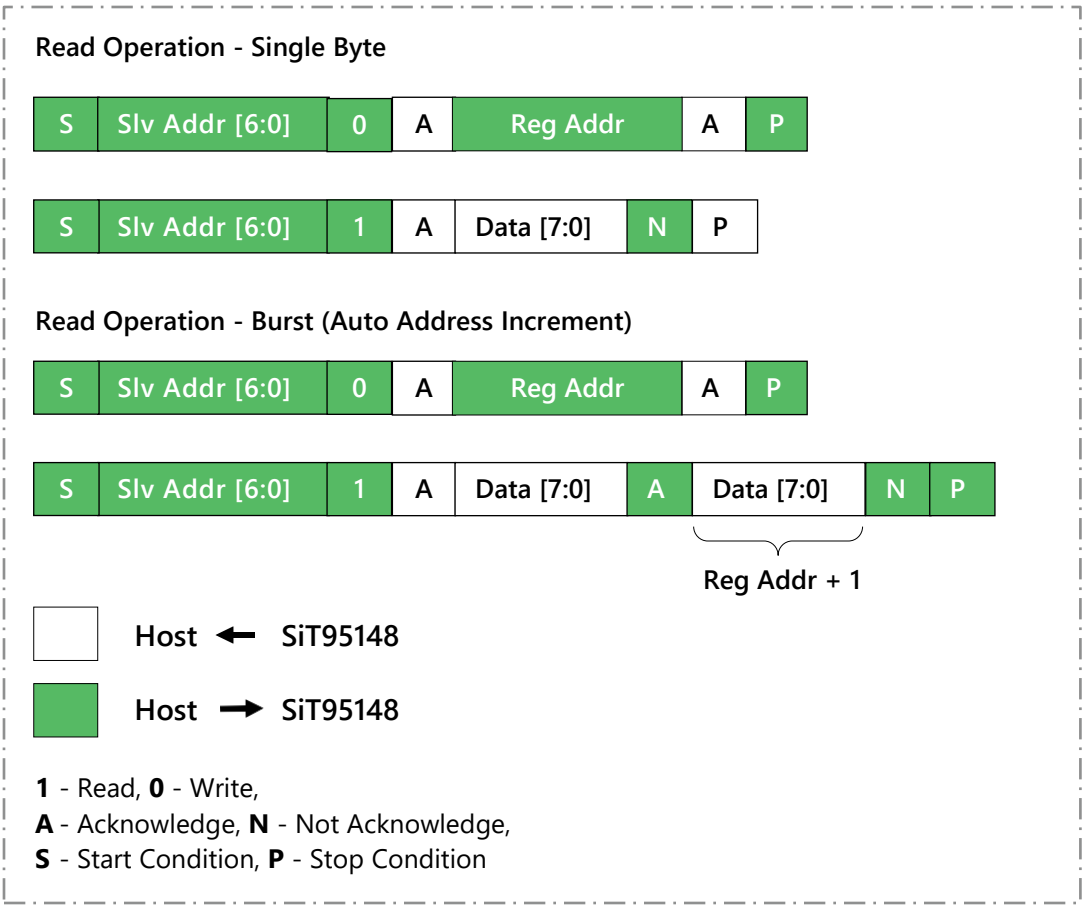 Read Operation - Single Byte
S Slv Addr [6:0] 0 A Reg Addr A P
S Slv Addr [6:0] 1 A Data [7:0] N P
Read Operation - Burst (Auto Address Increment)
S Slv Addr [6:0] 0 A Reg Addr A P
S Slv Addr [6:0] 1 A Data [7:0] A Data [7:0] N P
Reg Addr + 1
Host ← SiT95148
Host → SiT95148
1 - Read, 0 - Write,
A - Acknowledge, N - Not Acknowledge,
S - Start Condition, P - Stop Condition